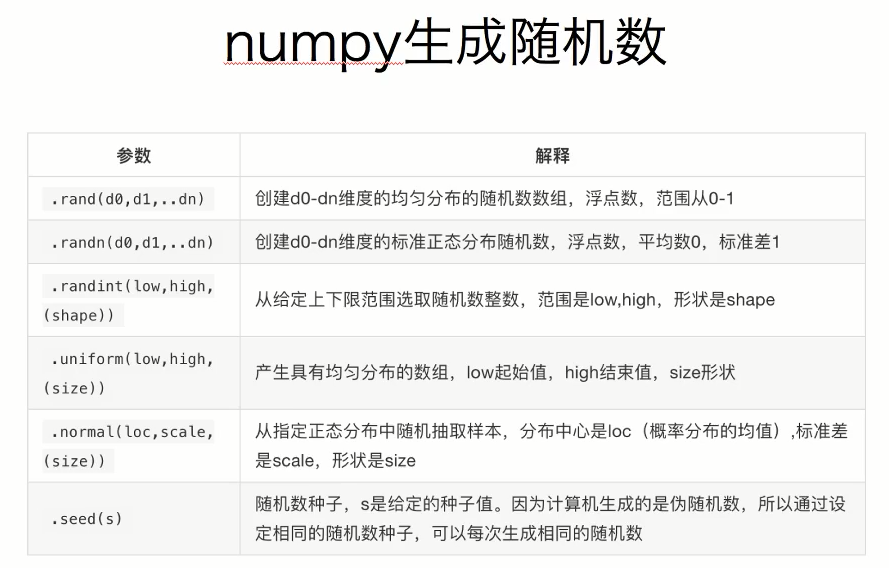 numpy生成随机数
参数
解释
.rand(d0,d1,..dn)
创建d0-dn维度的均匀分布的随机数数组，浮点数，范围从0-1
.randn(d0,d1,..dn)
创建d0-dn维度的标准正态分布随机数，浮点数，平均数0，标准差1
.randint(low,high,
(shape))
从给定上下限范围选取随机数整数，范围是low,high，形状是shape
.uniform(low,high,
(size))
产生具有均匀分布的数组，low起始值，high结束值，size形状
.normal(loc,scale,
(size))
从指定正态分布中随机抽取样本，分布中心是loc（概率分布的均值）,标准差
是scale，形状是size
.seed(s)
随机数种子，s是给定的种子值。因为计算机生成的是伪随机数，所以通过设
定相同的随机数种子，可以每次生成相同的随机数